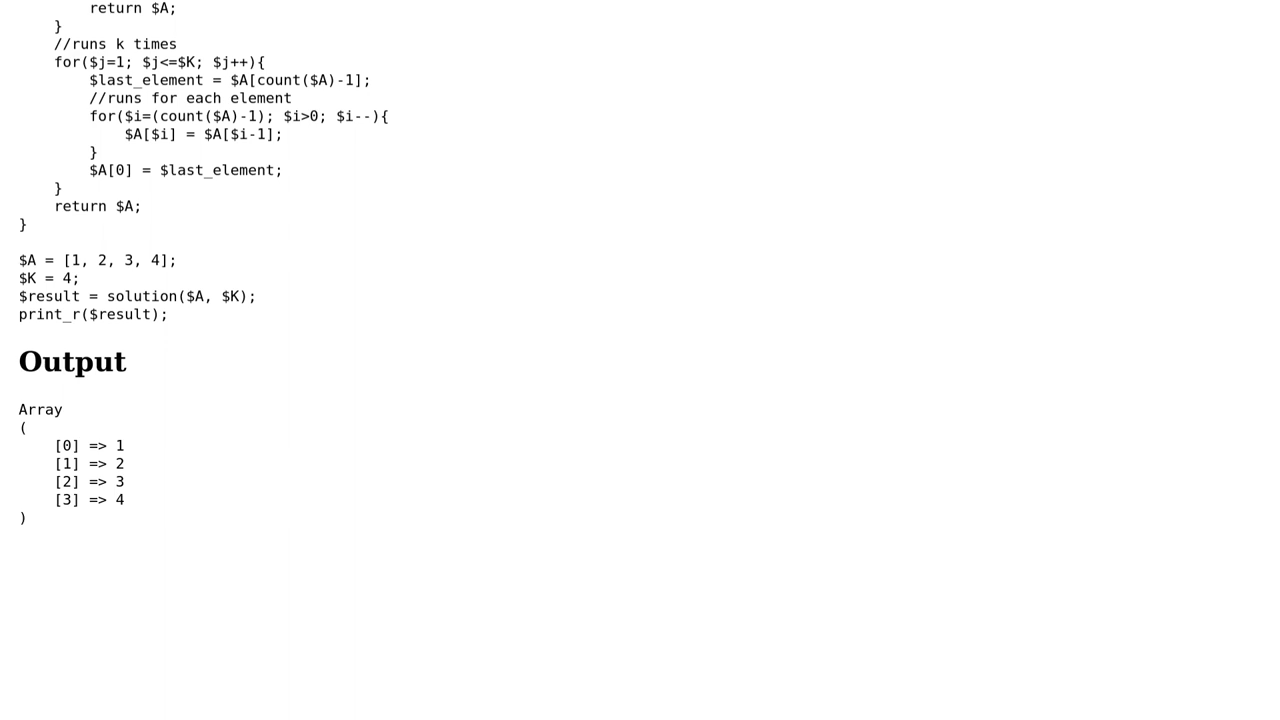 return $A;
    }
    //runs k times
    for($j=1; $j<=$K; $j++){
        $last_element = $A[count($A)-1];
        //runs for each element
        for($i=(count($A)-1); $i>0; $i--){
            $A[$i] = $A[$i-1];
        }
        $A[0] = $last_element;
    }
    return $A;
}

$A = [1, 2, 3, 4];
$K = 4;
$result = solution($A, $K);
print_r($result);
Output
Array
(
    [0] => 1
    [1] => 2
    [2] => 3
    [3] => 4
)